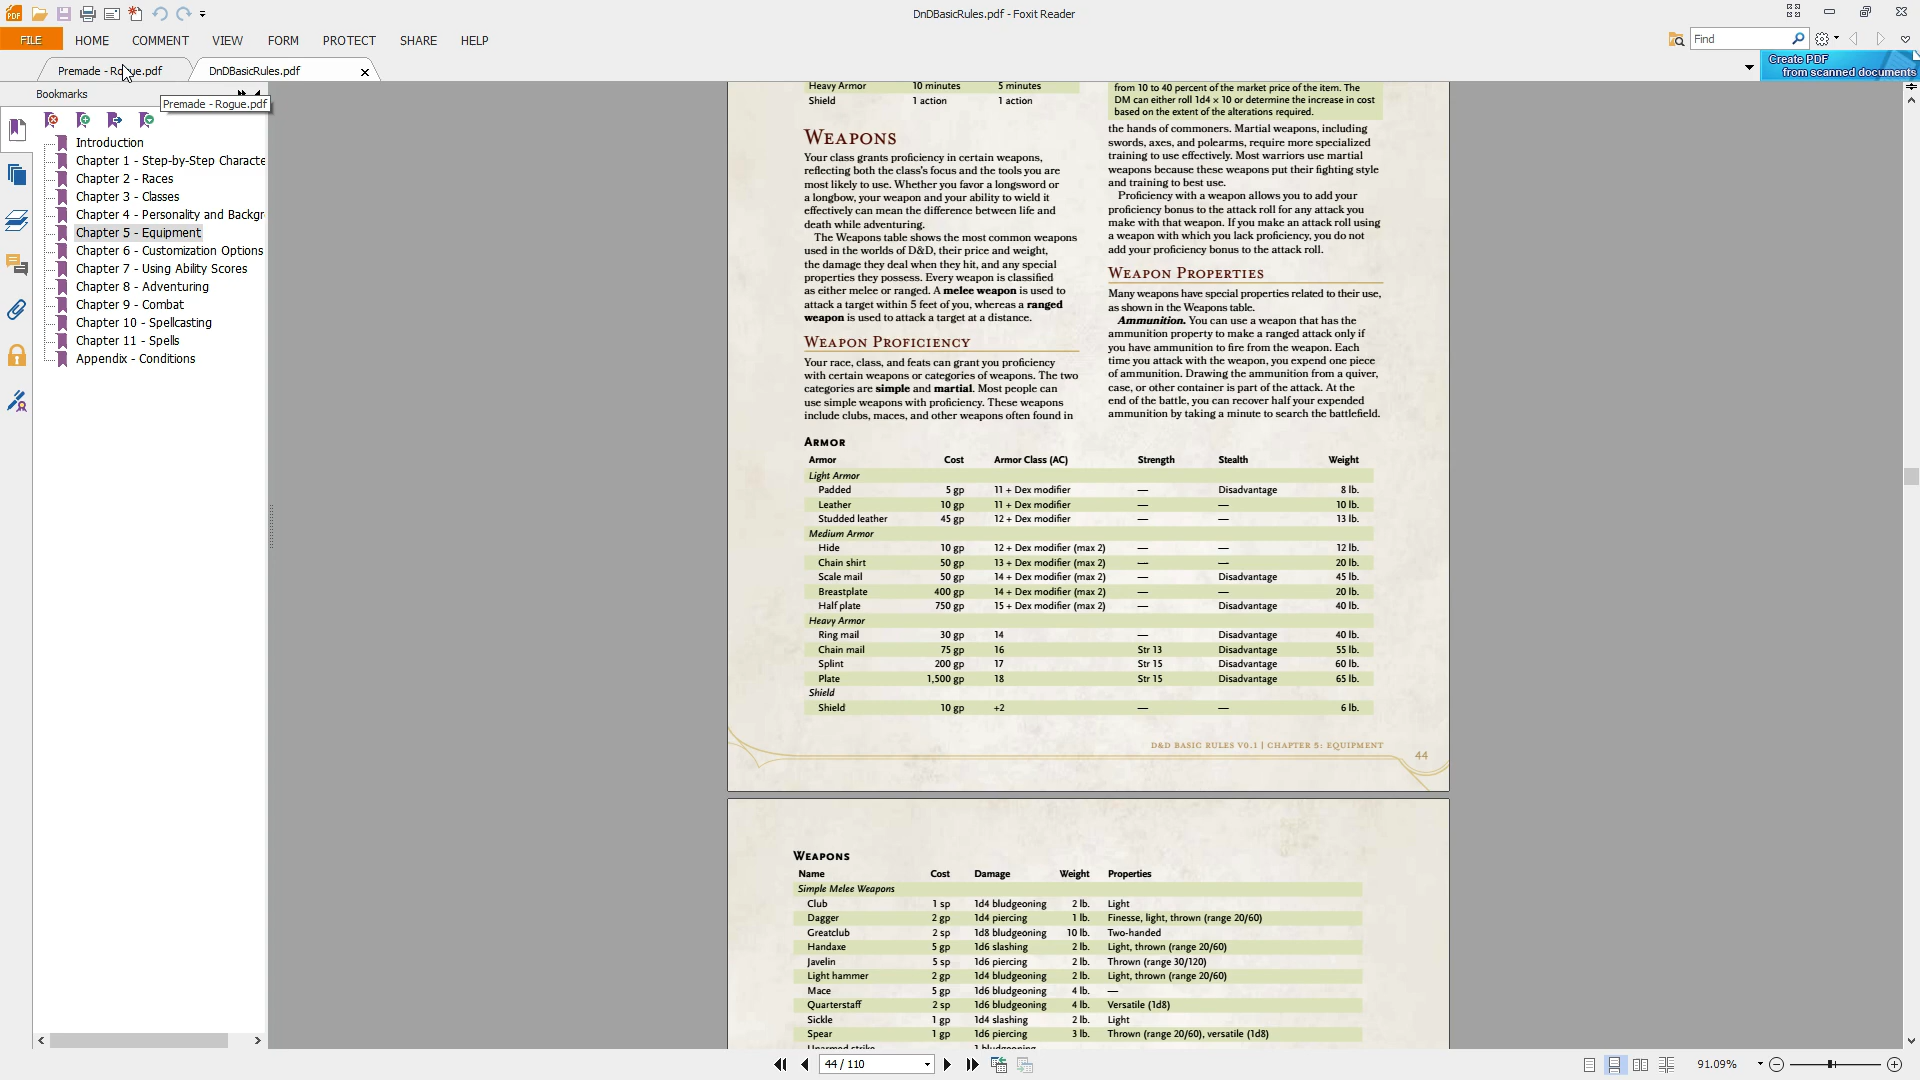 DnDBasicRules.pdf - Foxit Reader
FILE HOME COMMENT VIEW FORM PROTECT SHARE HELP
Find
Premade - Rogue.pdf
DnDBasicRules.pdf
Create PDF
from scanned documents
Bookmarks
Premade - Rogue.pdf
Introduction
Chapter 1 - Step-by-Step Characte
Chapter 2 - Races
Chapter 3 - Classes
Chapter 4 - Personality and Backgr
Chapter 5 - Equipment
Chapter 6 - Customization Options
Chapter 7 - Using Ability Scores
Chapter 8 - Adventuring
Chapter 9 - Combat
Chapter 10 - Spellcasting
Chapter 11 - Spells
Appendix - Conditions
Heavy Armor 10 minutes 5 minutes
Shield 1 action 1 action
WEAPONS
Your class grants proficiency in certain weapons,
reflecting both the class's focus and the tools you are
most likely to use. Whether you favor a longsword or
a longbow, your weapon and your ability to wield it
effectively can mean the difference between life and
death while adventuring.
The Weapons table shows the most common weapons
used in the worlds of D&D, their price and weight,
the damage they deal when they hit, and any special
properties they possess. Every weapon is classified
as either melee or ranged. A melee weapon is used to
attack a target within 5 feet of you, whereas a ranged
weapon is used to attack a target at a distance.
WEAPON PROFICIENCY
Your race, class, and feats can grant you proficiency
with certain weapons or categories of weapons. The two
categories are simple and martial. Most people can
use simple weapons with proficiency. These weapons
include clubs, maces, and other weapons often found in
from 10 to 40 percent of the market price of the item. The
DM can either roll 1d4 × 10 or determine the increase in cost
based on the extent of the alterations required.
the hands of commoners. Martial weapons, including
swords, axes, and polearms, require more specialized
training to use effectively. Most warriors use martial
weapons because these weapons put their fighting style
and training to best use.
Proficiency with a weapon allows you to add your
proficiency bonus to the attack roll for any attack you
make with that weapon. If you make an attack roll using
a weapon with which you lack proficiency, you do not
add your proficiency bonus to the attack roll.
WEAPON PROPERTIES
Many weapons have special properties related to their use,
as shown in the Weapons table.
Ammunition. You can use a weapon that has the
ammunition property to make a ranged attack only if
you have ammunition to fire from the weapon. Each
time you attack with the weapon, you expend one piece
of ammunition. Drawing the ammunition from a quiver,
case, or other container is part of the attack. At the
end of the battle, you can recover half your expended
ammunition by taking a minute to search the battlefield.
ARMOR
Armor Cost Armor Class (AC) Strength Stealth Weight
Light Armor
Padded 5 gp 11 + Dex modifier — Disadvantage 8 lb.
Leather 10 gp 11 + Dex modifier — — 10 lb.
Studded leather 45 gp 12 + Dex modifier — — 13 lb.
Medium Armor
Hide 10 gp 12 + Dex modifier (max 2) — — 12 lb.
Chain shirt 50 gp 13 + Dex modifier (max 2) — — 20 lb.
Scale mail 50 gp 14 + Dex modifier (max 2) — Disadvantage 45 lb.
Breastplate 400 gp 14 + Dex modifier (max 2) — — 20 lb.
Half plate 750 gp 15 + Dex modifier (max 2) — Disadvantage 40 lb.
Heavy Armor
Ring mail 30 gp 14 — Disadvantage 40 lb.
Chain mail 75 gp 16 Str 13 Disadvantage 55 lb.
Splint 200 gp 17 Str 15 Disadvantage 60 lb.
Plate 1,500 gp 18 Str 15 Disadvantage 65 lb.
Shield
Shield 10 gp +2 — — 6 lb.
D&D BASIC RULES V0.1 | CHAPTER 5: EQUIPMENT
44
WEAPONS
Name Cost Damage Weight Properties
Simple Melee Weapons
Club 1 sp 1d4 bludgeoning 2 lb. Light
Dagger 2 gp 1d4 piercing 1 lb. Finesse, light, thrown (range 20/60)
Greatclub 2 sp 1d8 bludgeoning 10 lb. Two-handed
Handaxe 5 gp 1d6 slashing 2 lb. Light, thrown (range 20/60)
Javelin 5 sp 1d6 piercing 2 lb. Thrown (range 30/120)
Light hammer 2 gp 1d4 bludgeoning 2 lb. Light, thrown (range 20/60)
Mace 5 gp 1d6 bludgeoning 4 lb. —
Quarterstaff 2 sp 1d6 bludgeoning 4 lb. Versatile (1d8)
Sickle 1 gp 1d4 slashing 2 lb. Light
Spear 1 gp 1d6 piercing 3 lb. Thrown (range 20/60), versatile (1d8)
Unarmed strike 1 bludgeoning
44 / 110
91.09%